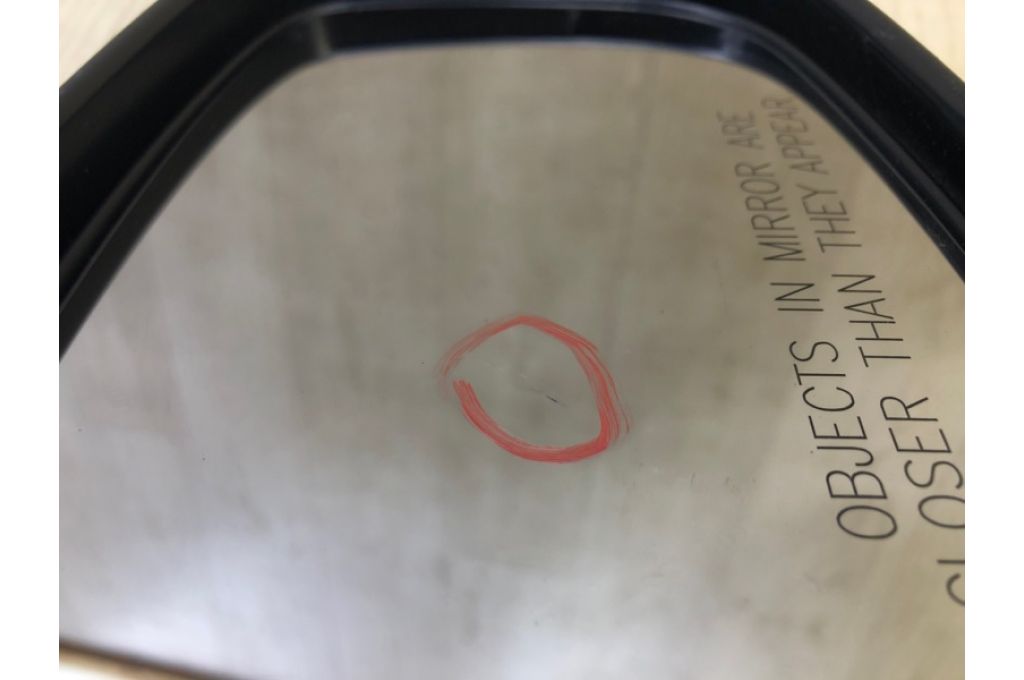 OBJECTS IN MIRROR ARE
CLOSER THAN THEY APPEAR